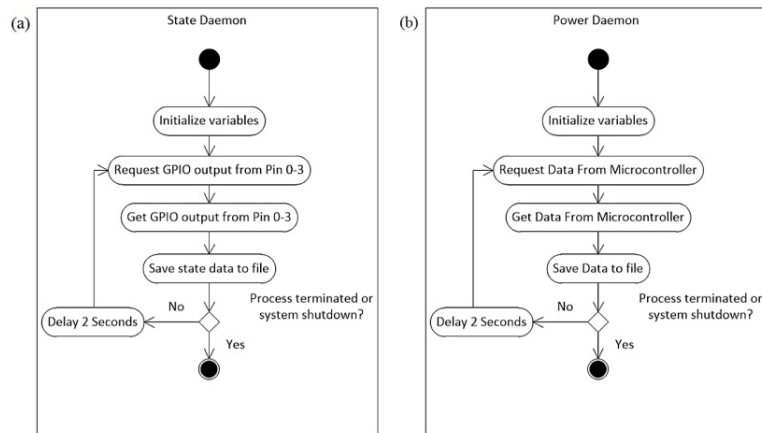 (a)
State Daemon
Initialize variables
Request GPIO output from Pin 0-3
Get GPIO output from Pin 0-3
Save state data to file
No
Process terminated or
system shutdown?
Delay 2 Seconds
Yes
(b)
Power Daemon
Initialize variables
Request Data From Microcontroller
Get Data From Microcontroller
Save Data to file
No
Process terminated or
system shutdown?
Delay 2 Seconds
Yes